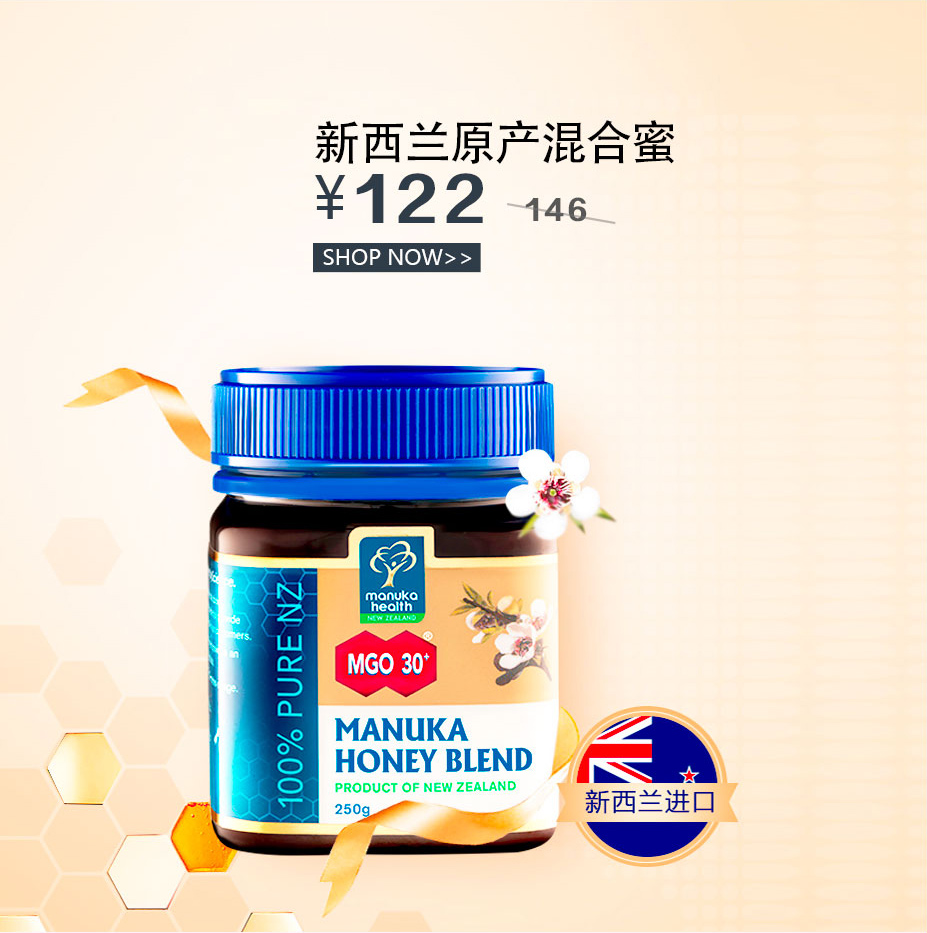 新西兰原产混合蜜
¥122 146
SHOP NOW>>
manuka
health
NEW ZEALAND
MGO 30+
®
100% PURE NZ
MANUKA
HONEY BLEND
PRODUCT OF NEW ZEALAND
250g
新西兰进口